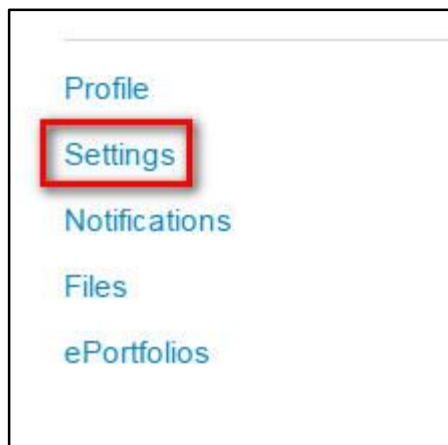 Profile
Settings
Notifications
Files
ePortfolios